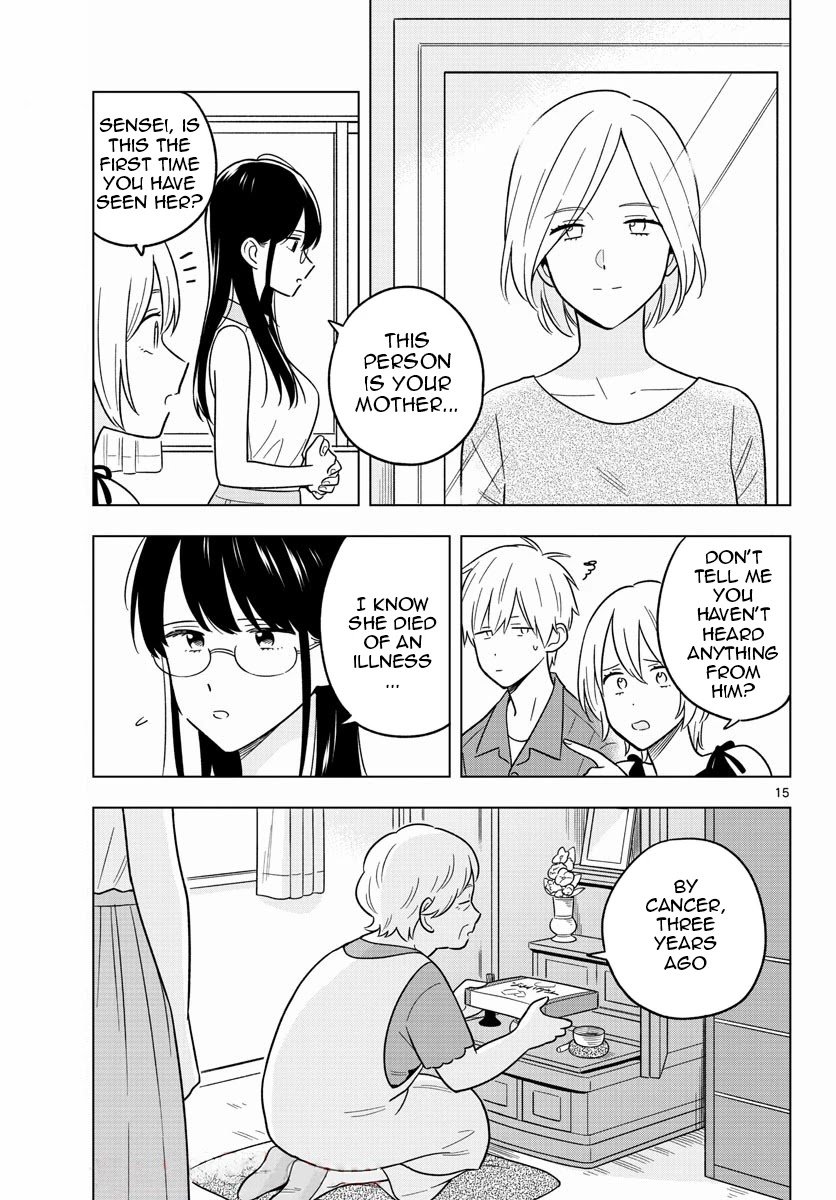 THIS
PERSON
IS YOUR
MOTHER...
SENSEI, IS
THIS THE
FIRST TIME
YOU HAVE
SEEN HER?
DON'T
TELL ME
YOU
HAVEN'T
HEARD
ANYTHING
FROM
HIM?
I KNOW
SHE DIED
OF AN
ILLNESS
...
15
BY
CANCER,
THREE
YEARS
AGO